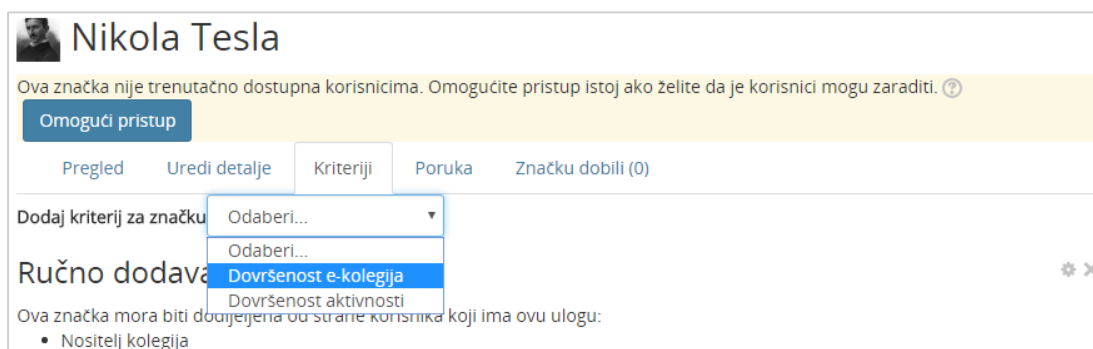 Nikola Tesla
Ova značka nije trenutačno dostupna korisnicima. Omogućite pristup istoj ako želite da je korisnici mogu zaraditi.
Omogući pristup
Pregled Uredi detalje Kriteriji Poruka Značku dobili (0)
Dodaj kriterij za značku Odaberi...
Odaberi...
Ručno Dovršenost e-kolegija
Dovršenost aktivnosti
Ova značka mora biti dodijeljena od strane korisnika koji ima ovu ulogu:
• Nositelj kolegija